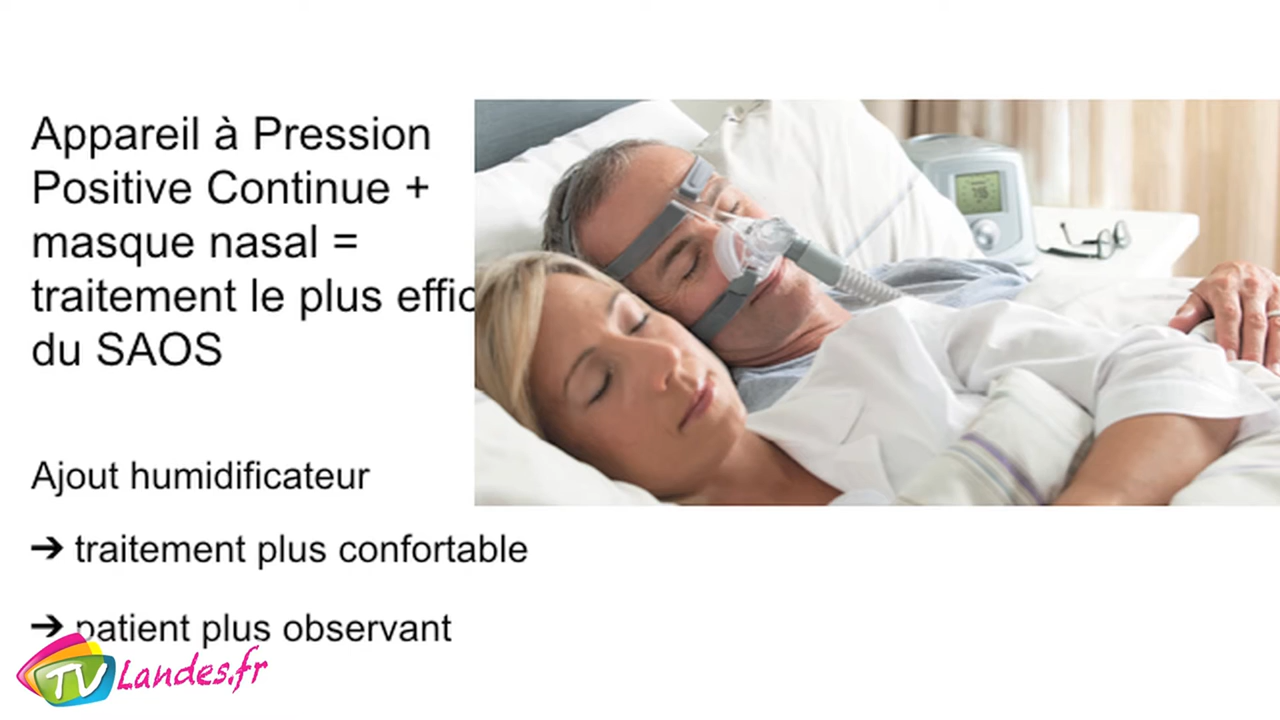 Appareil à Pression
Positive Continue +
masque nasal =
traitement le plus
du SAOS
Ajout humidificateur
➔ traitement plus confortable
➔ patient plus observant
TV Landes.fr